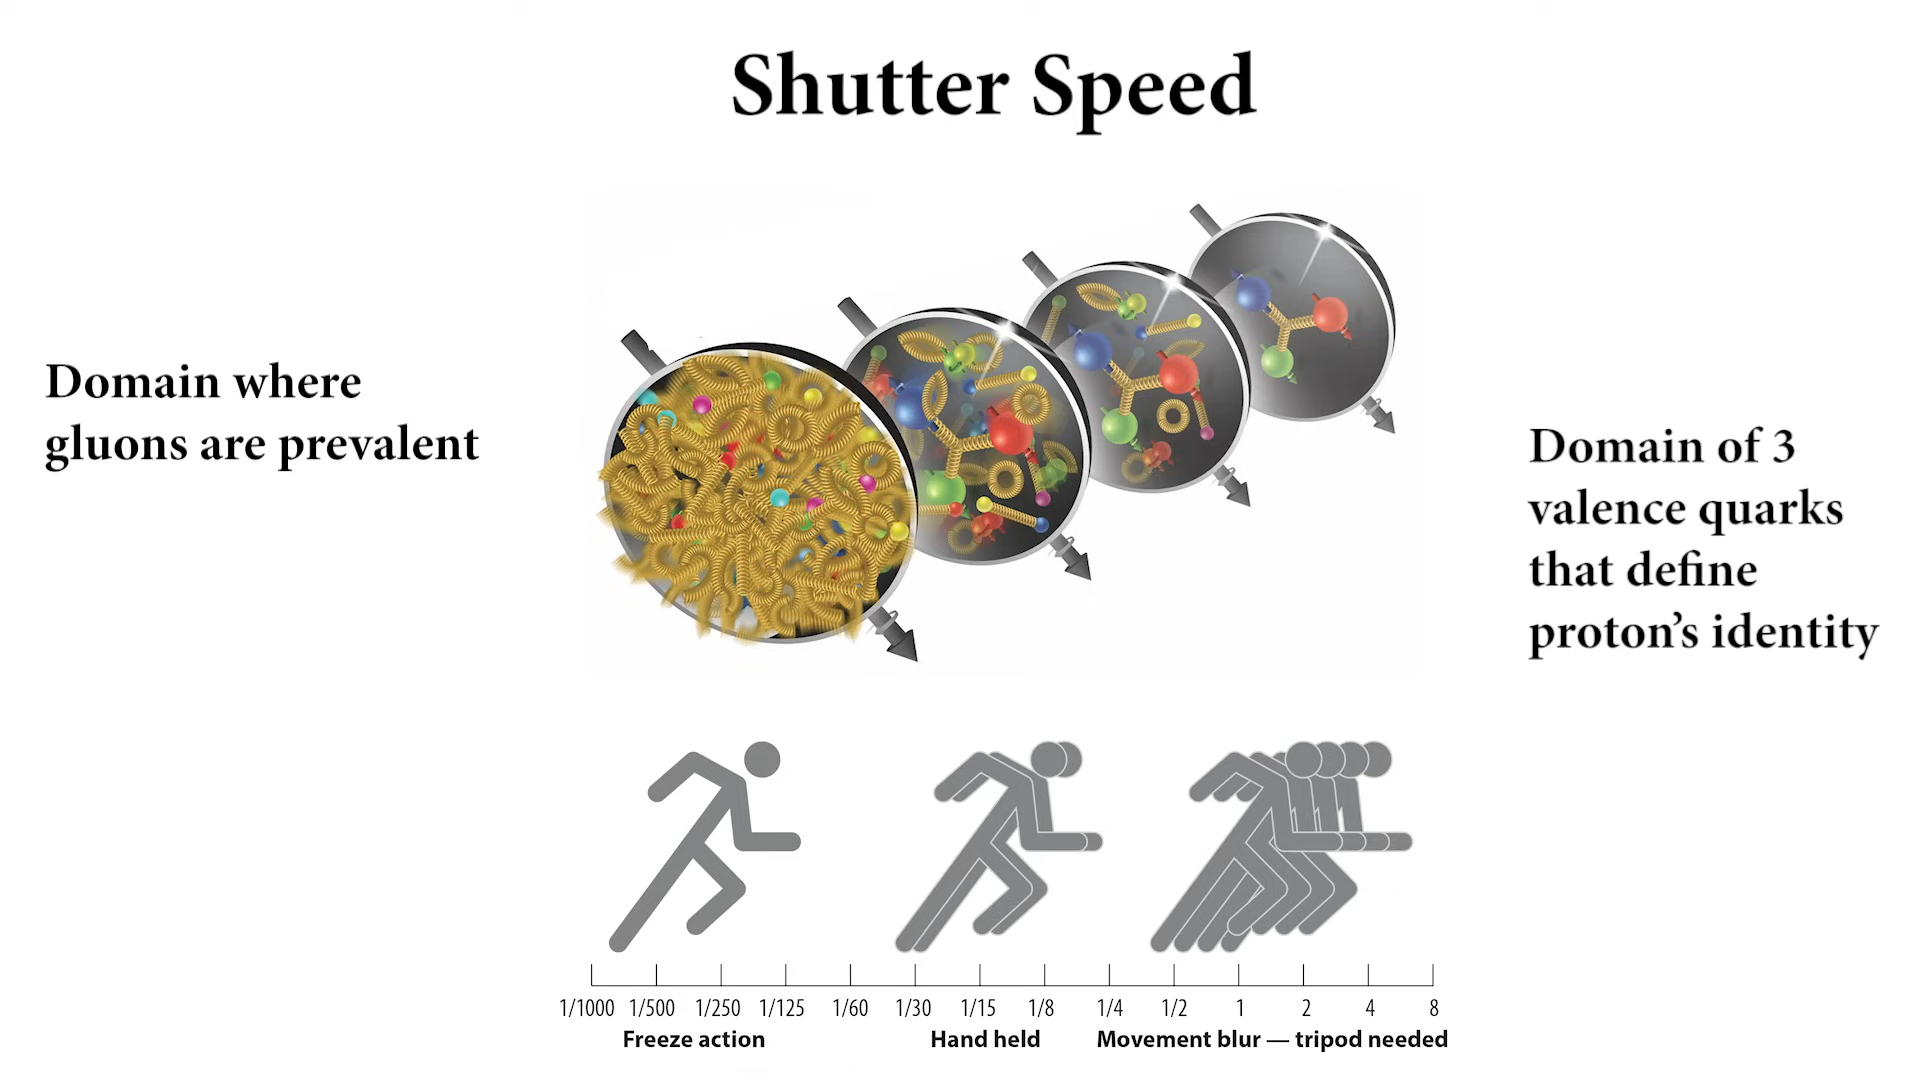 Shutter Speed
Domain where
gluons are prevalent
Domain of 3
valence quarks
that define
proton’s identity
1/1000 1/500 1/250 1/125 1/60 1/30 1/15 1/8 1/4 1/2 1 2 4 8
Freeze action Hand held Movement blur — tripod needed